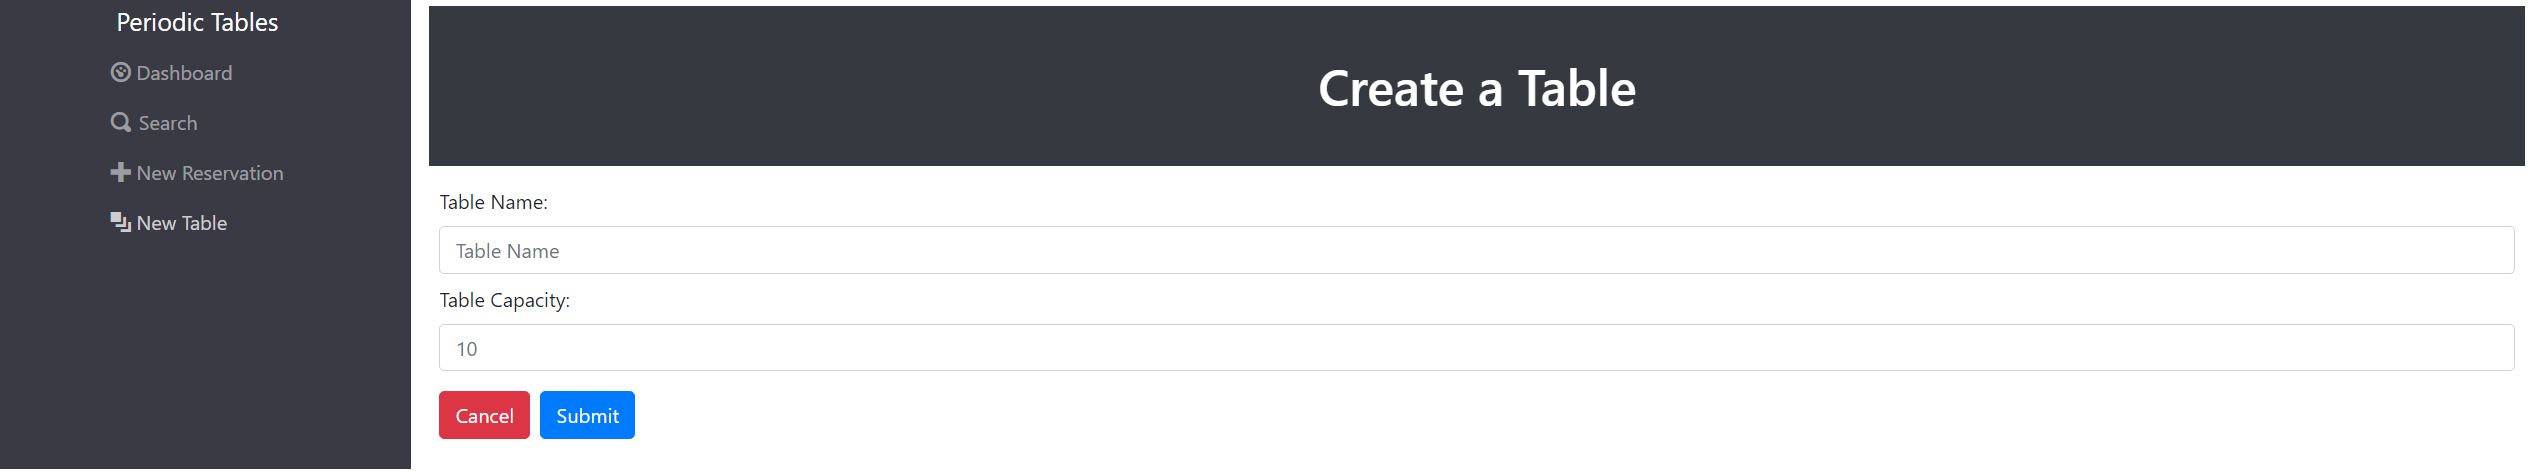 Periodic Tables
Dashboard
Search
New Reservation
New Table
Create a Table
Table Name:
Table Name
Table Capacity:
10
Cancel
Submit